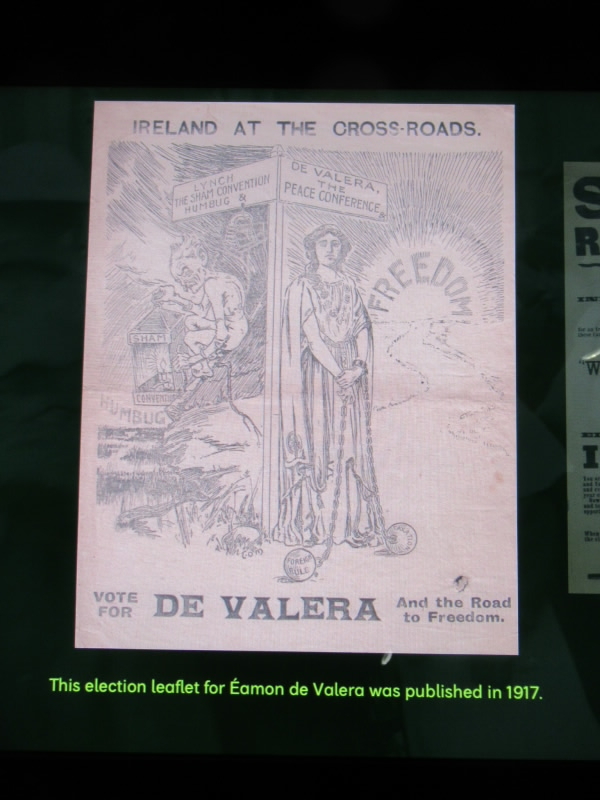 IRELAND AT THE CROSS-ROADS.
LYNCH
THE SHAM CONVENTION
HUMBUG &
DE VALERA,
THE
PEACE CONFERENCE
&
FREEDOM
SHAM
CONVENTION
HUMBUG
FOREIGN
RULE
VOTE
FOR
DE VALERA
And the Road
to Freedom.
This election leaflet for Éamon de Valera was published in 1917.